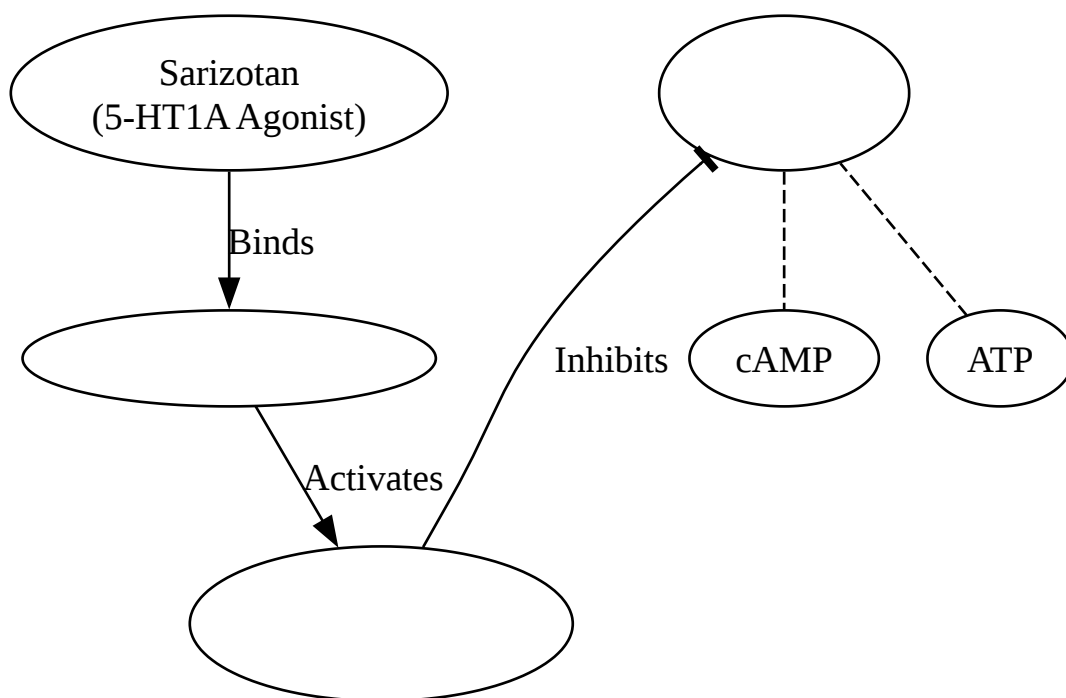 Sarizotan
(5-HT1A Agonist)
Binds
Inhibits
cAMP
ATP
Activates